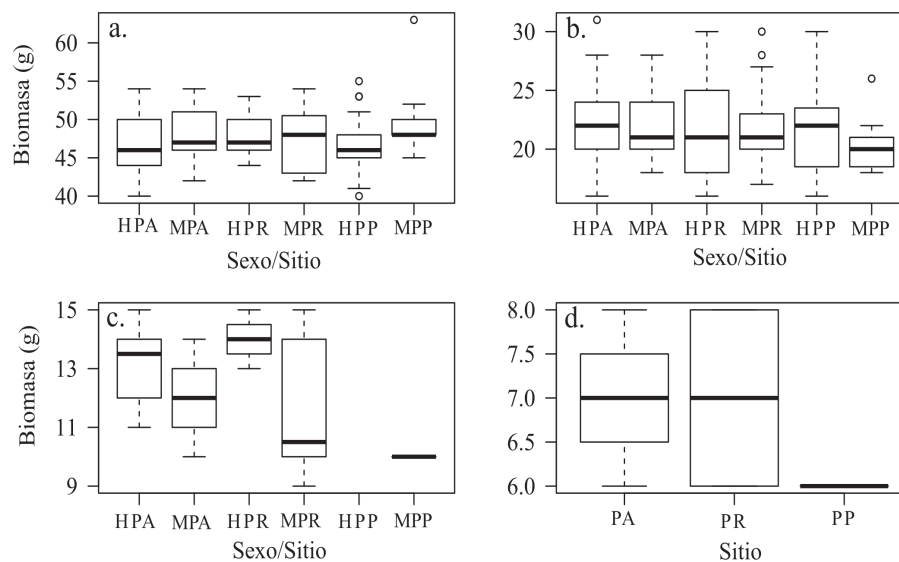 a.
Biomasa (g)
60
55
50
45
40
HPA MPA HPR MPR HPP MPP
Sexo/Sitio
b.
30
25
20
HPA MPA HPR MPR HPP MPP
Sexo/Sitio
c.
Biomasa (g)
15
13
11
9
HPA MPA HPR MPR HPP MPP
Sexo/Sitio
d.
8.0
7.5
7.0
6.5
6.0
PA PR PP
Sitio